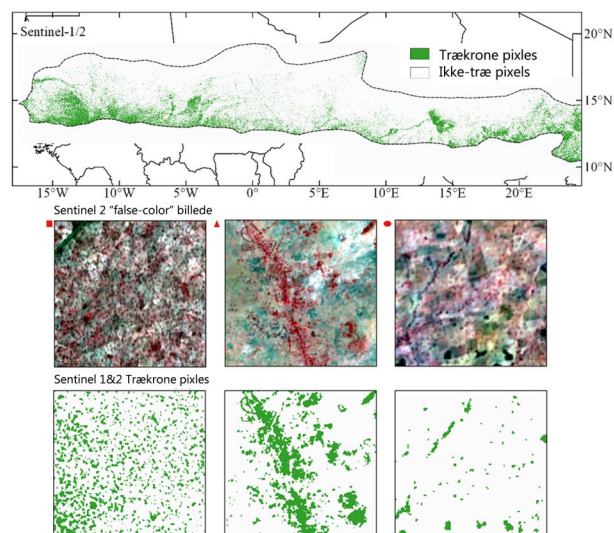 Sentinel-1/2
20°N
Trækrone pixles
Ikke-træ pixels
15°N
10°N
15°W 10°W 5°W 0° 5°E 10°E 15°E 20°E
Sentinel 2 "false-color" billede
Sentinel 1&2 Trækrone pixles